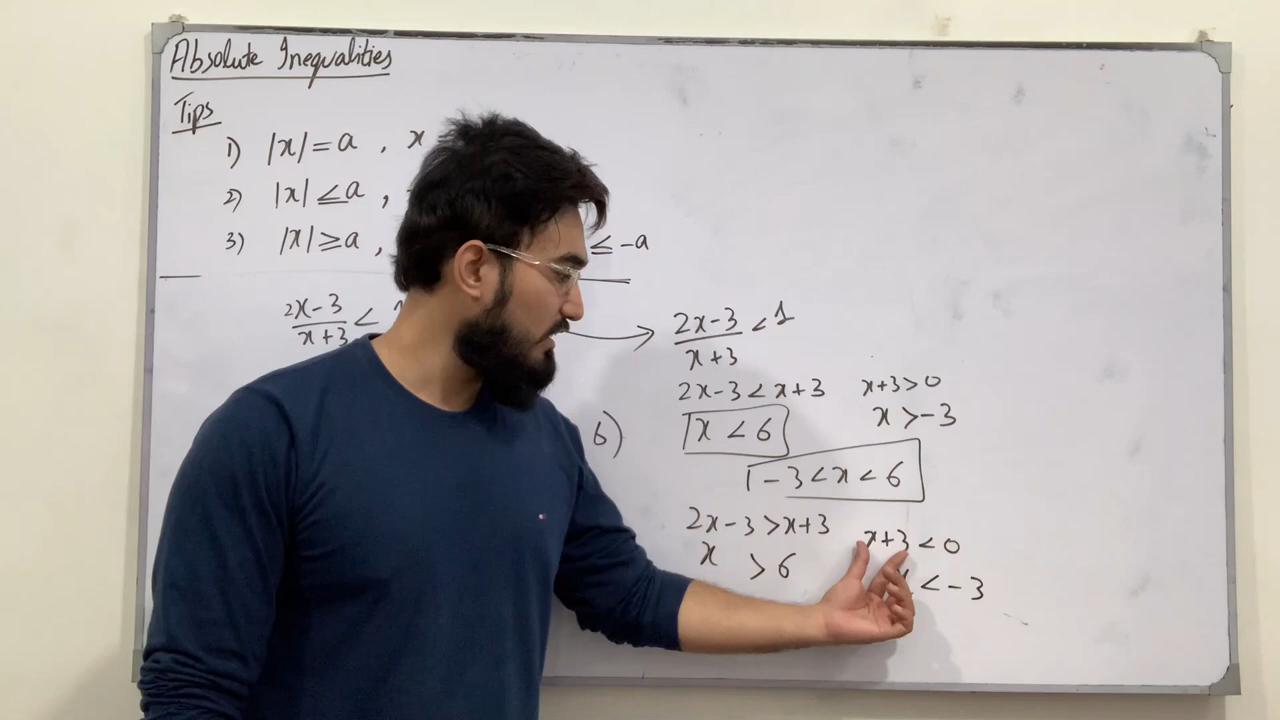 Absolute Inequalities
Tips
1) |x| = a , x
2) |x| ≤ a ,
3) |x| ≥ a , ≤ -a
(2x-3)/(x+3) <
(2x-3)/(x+3) < 1
2x-3 < x+3 x+3>0
x < 6 x > -3
6)
-3 < x < 6
2x-3 > x+3 x+3 < 0
x > 6 < -3